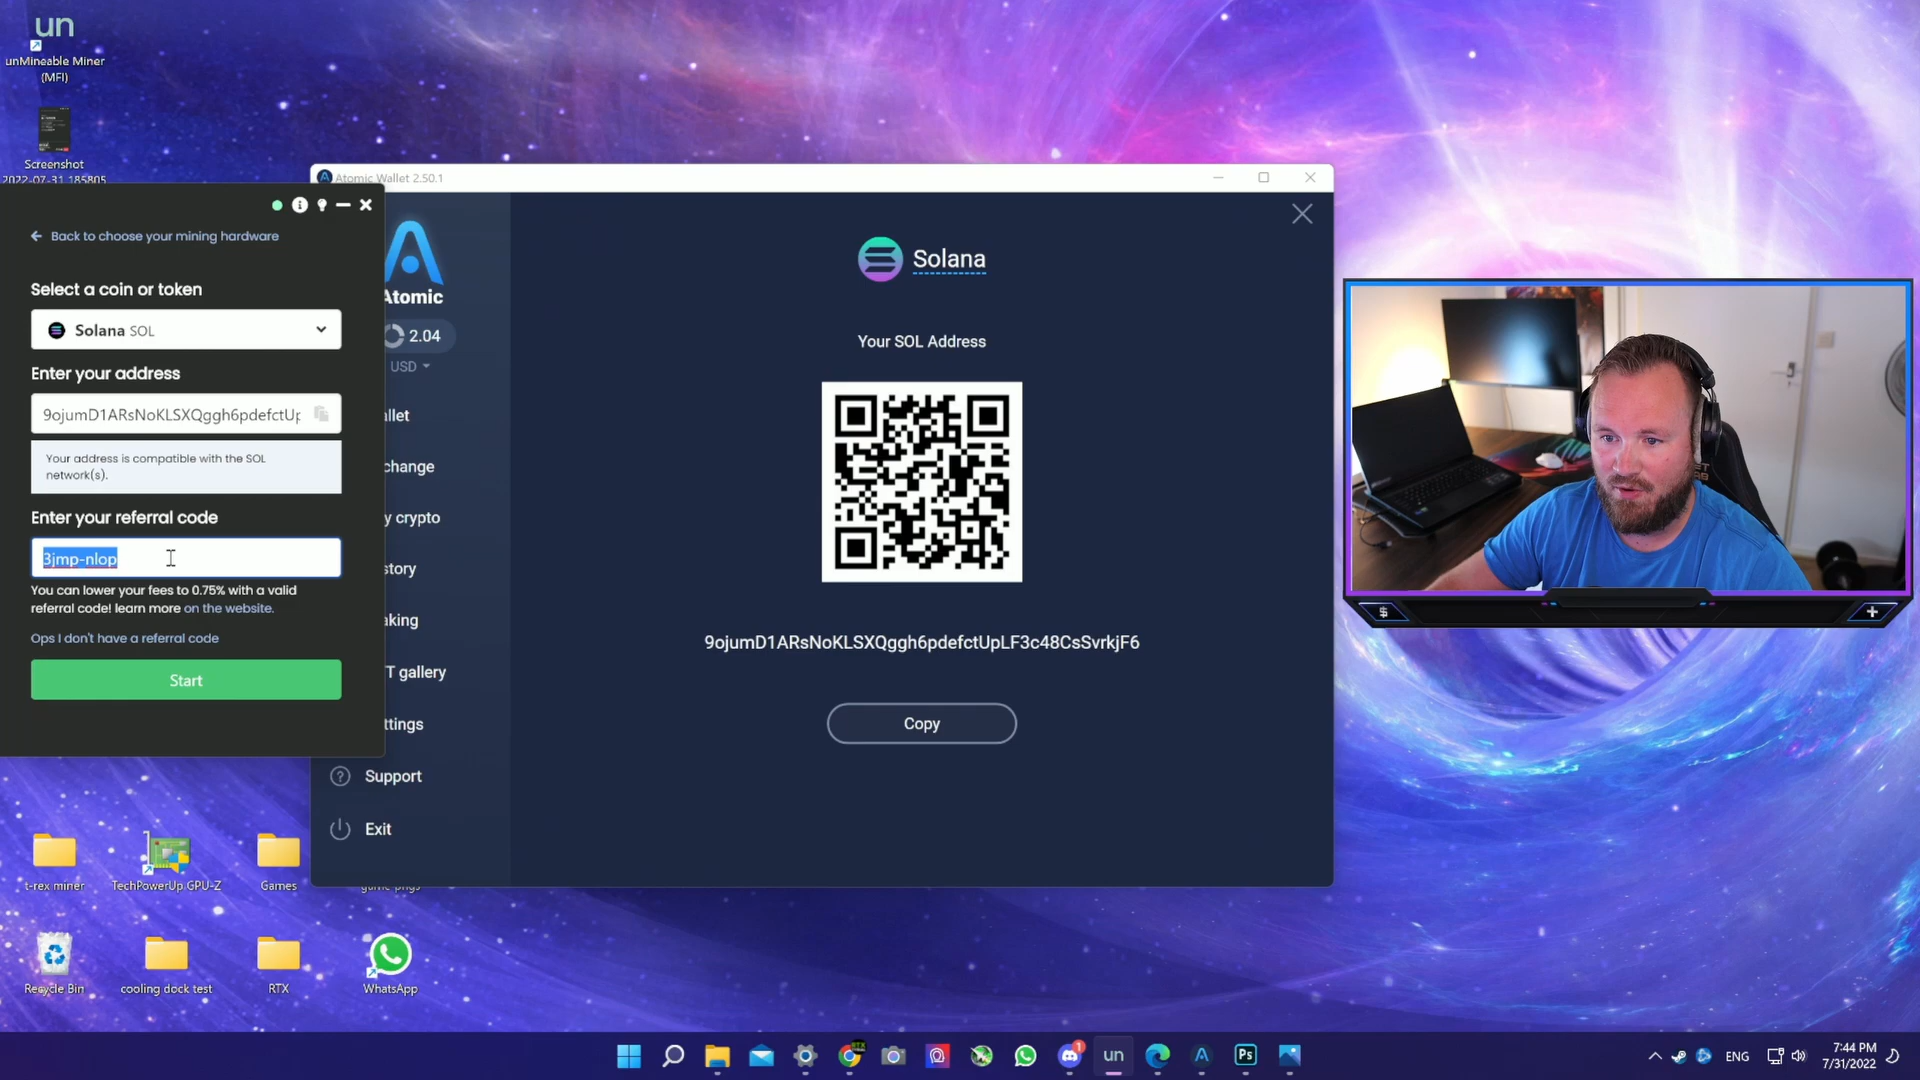 un
unMineable Miner
(MFI)
Screenshot
2022-07-31 185805
Atomic Wallet 2.50.1
Back to choose your mining hardware
Select a coin or token
Solana SOL
Enter your address
9ojumD1ARsNoKLSXQggh6pdefctUp
Your address is compatible with the SOL
network(s).
Enter your referral code
3jmp-nlop
You can lower your fees to 0.75% with a valid
referral code! learn more on the website.
Ops I don't have a referral code
Start
Atomic
2.04
USD
llet
change
y crypto
story
aking
T gallery
ttings
Support
Exit
Solana
Your SOL Address
9ojumD1ARsNoKLSXQggh6pdefctUpLF3c48CsSvrkjF6
Copy
$
t-rex miner
TechPowerUp GPU-Z
Games
Recycle Bin
cooling dock test
RTX
WhatsApp
un
Ps
1
ENG
7:44 PM
7/31/2022